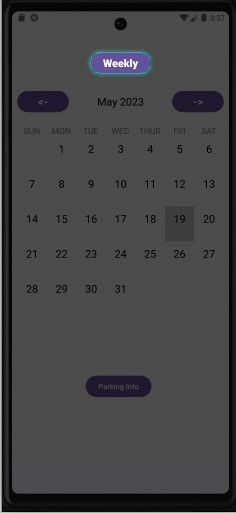 3:37
Weekly
<- May 2023 ->
SUN MON TUE WED THUR FRI SAT
1 2 3 4 5 6
7 8 9 10 11 12 13
14 15 16 17 18 19 20
21 22 23 24 25 26 27
28 29 30 31
Parking Info